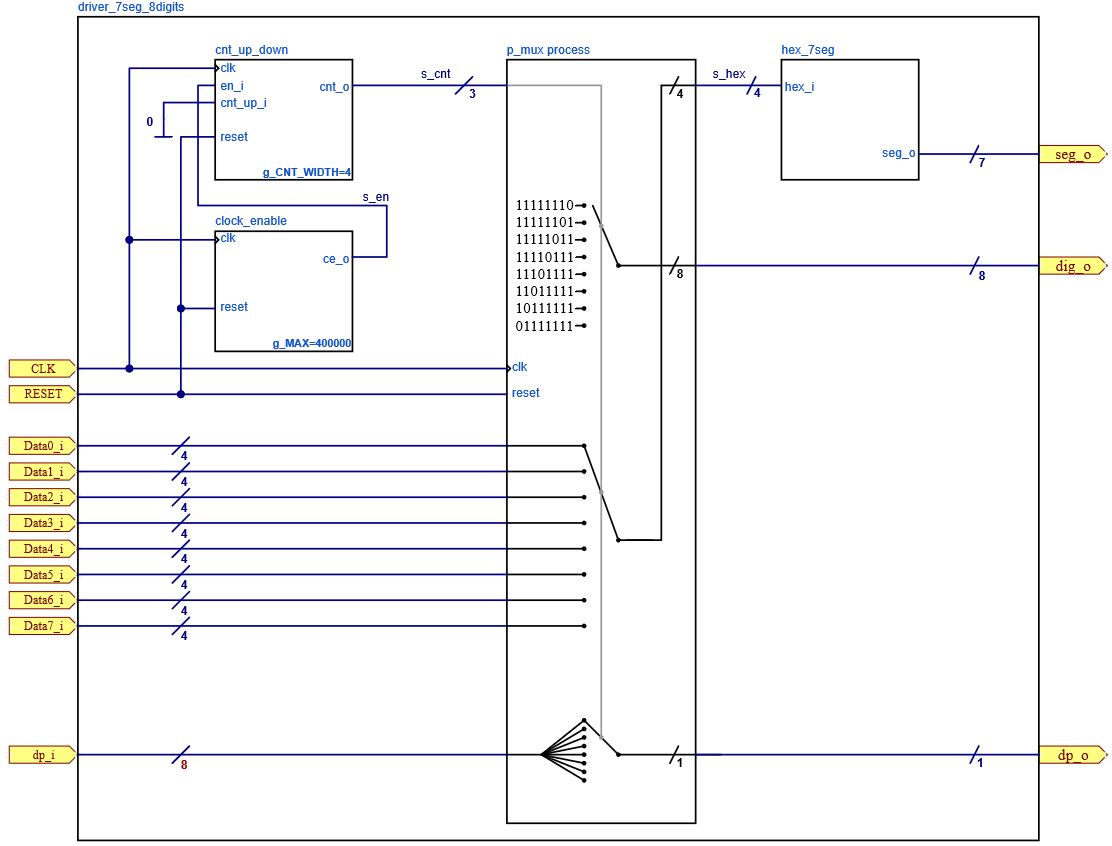 driver_7seg_8digits
cnt_up_down
p_mux process
hex_7seg
clk
en_i
cnt_up_i
reset
cnt_o
g_CNT_WIDTH=4
0
s_cnt
3
4
s_hex
4
hex_i
seg_o
7
seg_o
s_en
clock_enable
clk
ce_o
reset
g_MAX=400000
11111110
11111101
11111011
11110111
11101111
11011111
10111111
01111111
8
8
dig_o
CLK
clk
RESET
reset
Data0_i
4
Data1_i
4
Data2_i
4
Data3_i
4
Data4_i
4
Data5_i
4
Data6_i
4
Data7_i
4
dp_i
8
1
1
dp_o